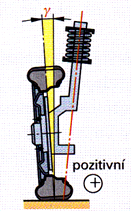 γ
pozitivní
+